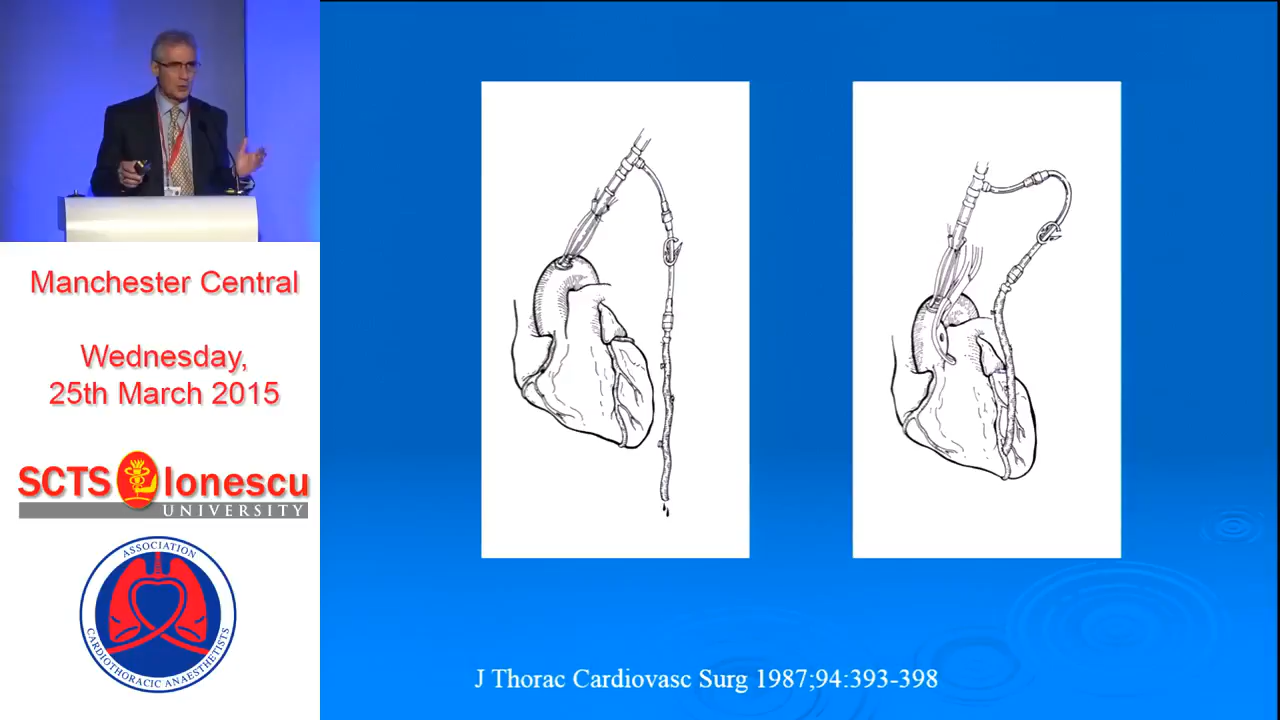 Manchester Central
Wednesday,
25th March 2015
SCTS Ionescu
UNIVERSITY
ASSOCIATION
CARDIOTHORACIC ANAESTHETISTS
J Thorac Cardiovasc Surg 1987;94:393-398